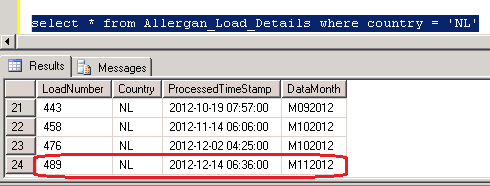 select * from Allergan_Load_Details where country = 'NL'
Results Messages
LoadNumber Country ProcessedTimeStamp DataMonth
21 443 NL 2012-10-19 07:57:00 M092012
22 458 NL 2012-11-14 06:06:00 M102012
23 476 NL 2012-12-02 04:25:00 M102012
24 489 NL 2012-12-14 06:36:00 M112012